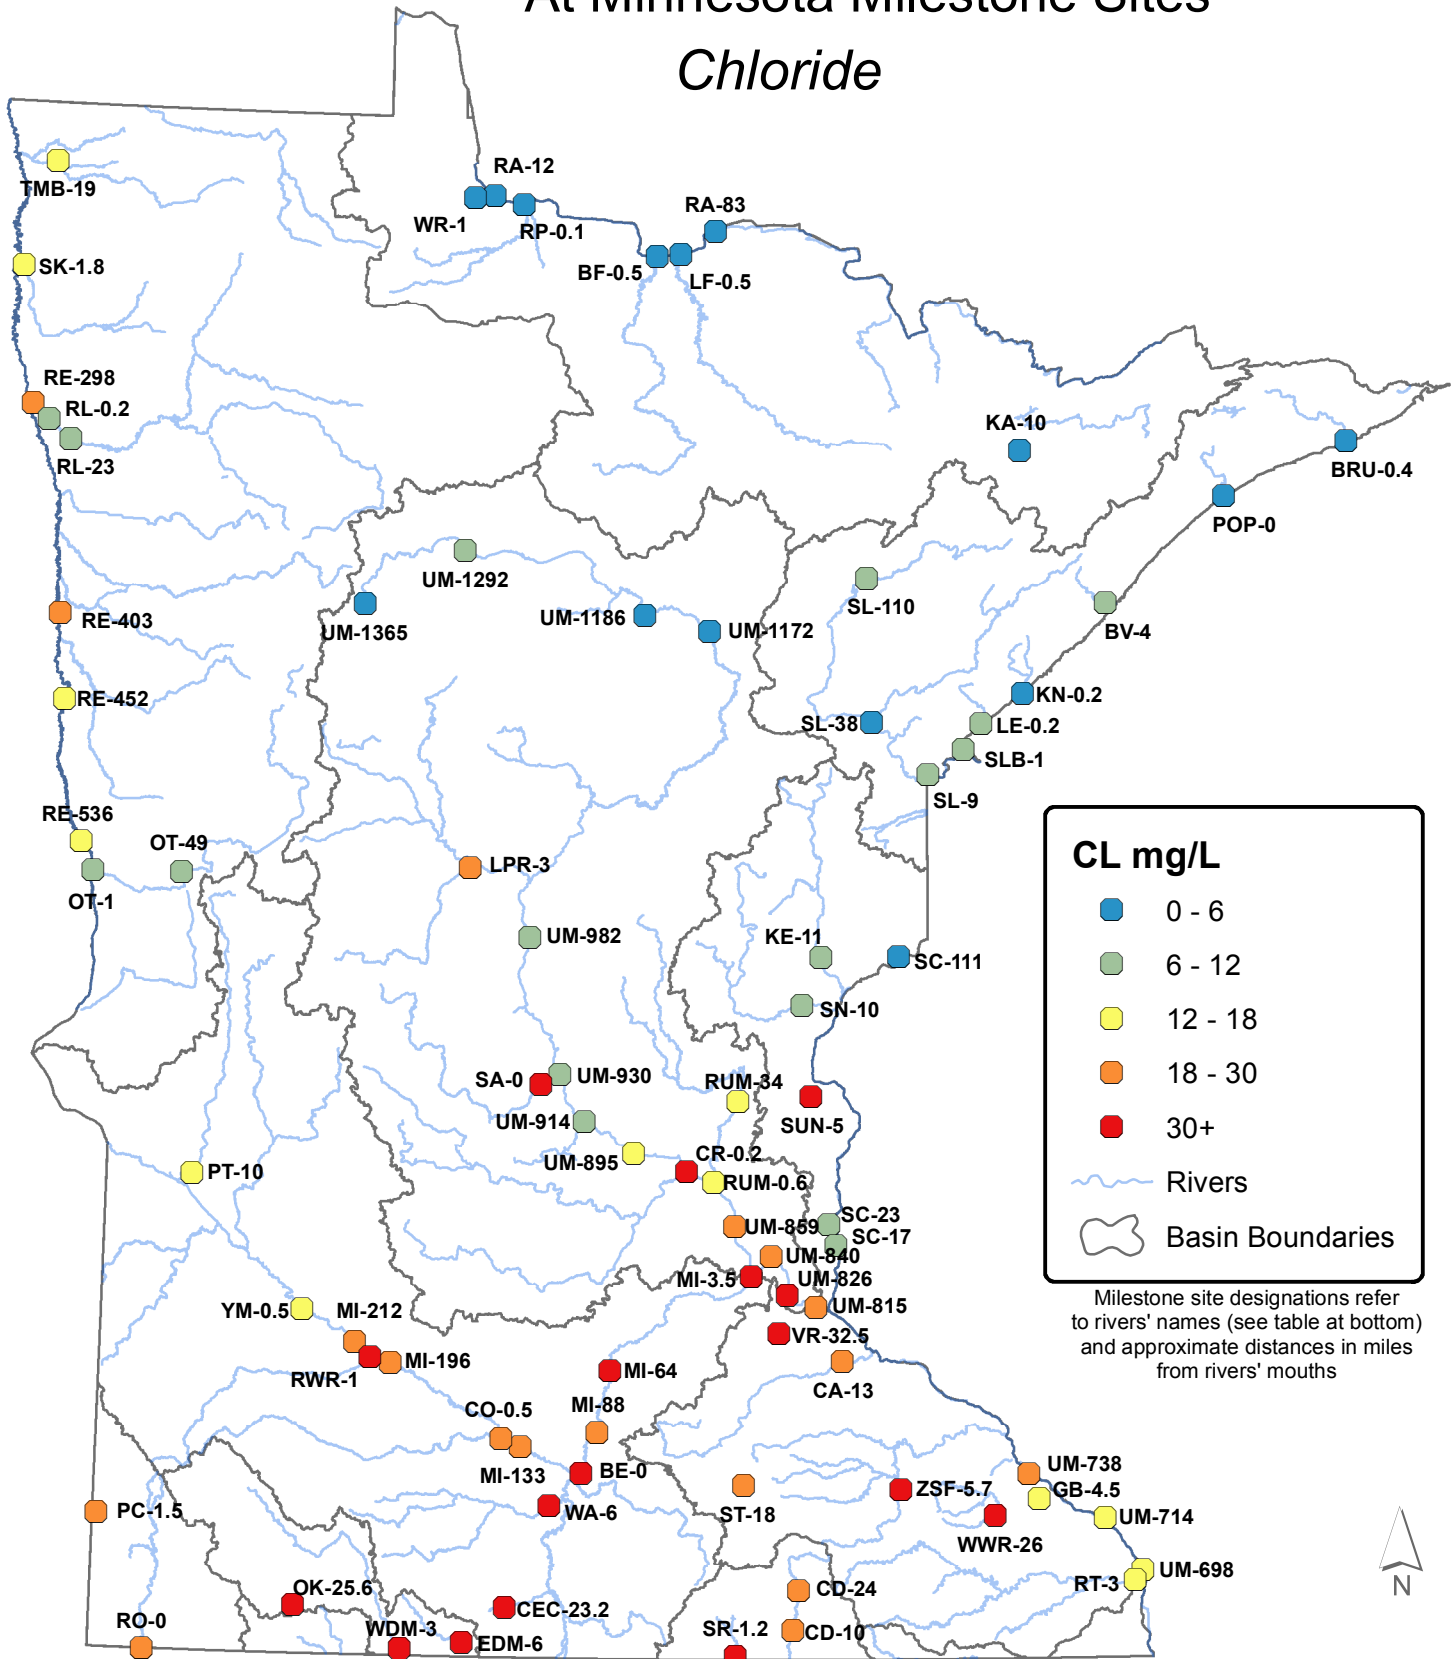 At Minnesota Milestone Sites
Chloride
RA-12
TMB-19
WR-1
RP-0.1
RA-83
BF-0.5
LF-0.5
SK-1.8
RE-298
RL-0.2
RL-23
KA-10
BRU-0.4
POP-0
UM-1292
UM-1365
UM-1186
UM-1172
SL-110
BV-4
RE-403
RE-452
KN-0.2
SL-38
LE-0.2
SLB-1
SL-9
RE-536
OT-49
OT-1
LPR-3
UM-982
KE-11
SC-111
SN-10
CL mg/L
0 - 6
6 - 12
12 - 18
18 - 30
30+
Rivers
Basin Boundaries
SA-0
UM-930
RUM-34
UM-914
SUN-5
UM-895
CR-0.2
PT-10
RUM-0.6
SC-23
UM-859
SC-17
UM-840
MI-3.5
UM-826
UM-815
YM-0.5
MI-212
VR-32.5
Milestone site designations refer
to rivers' names (see table at bottom)
and approximate distances in miles
from rivers' mouths
RWR-1
MI-196
MI-64
CA-13
CO-0.5
MI-88
MI-133
BE-0
UM-738
ZSF-5.7
GB-4.5
PC-1.5
WA-6
ST-18
UM-714
WWR-26
UM-698
RT-3
OK-25.6
CD-24
CEC-23.2
RO-0
WDM-3
EDM-6
SR-1.2
CD-10
N